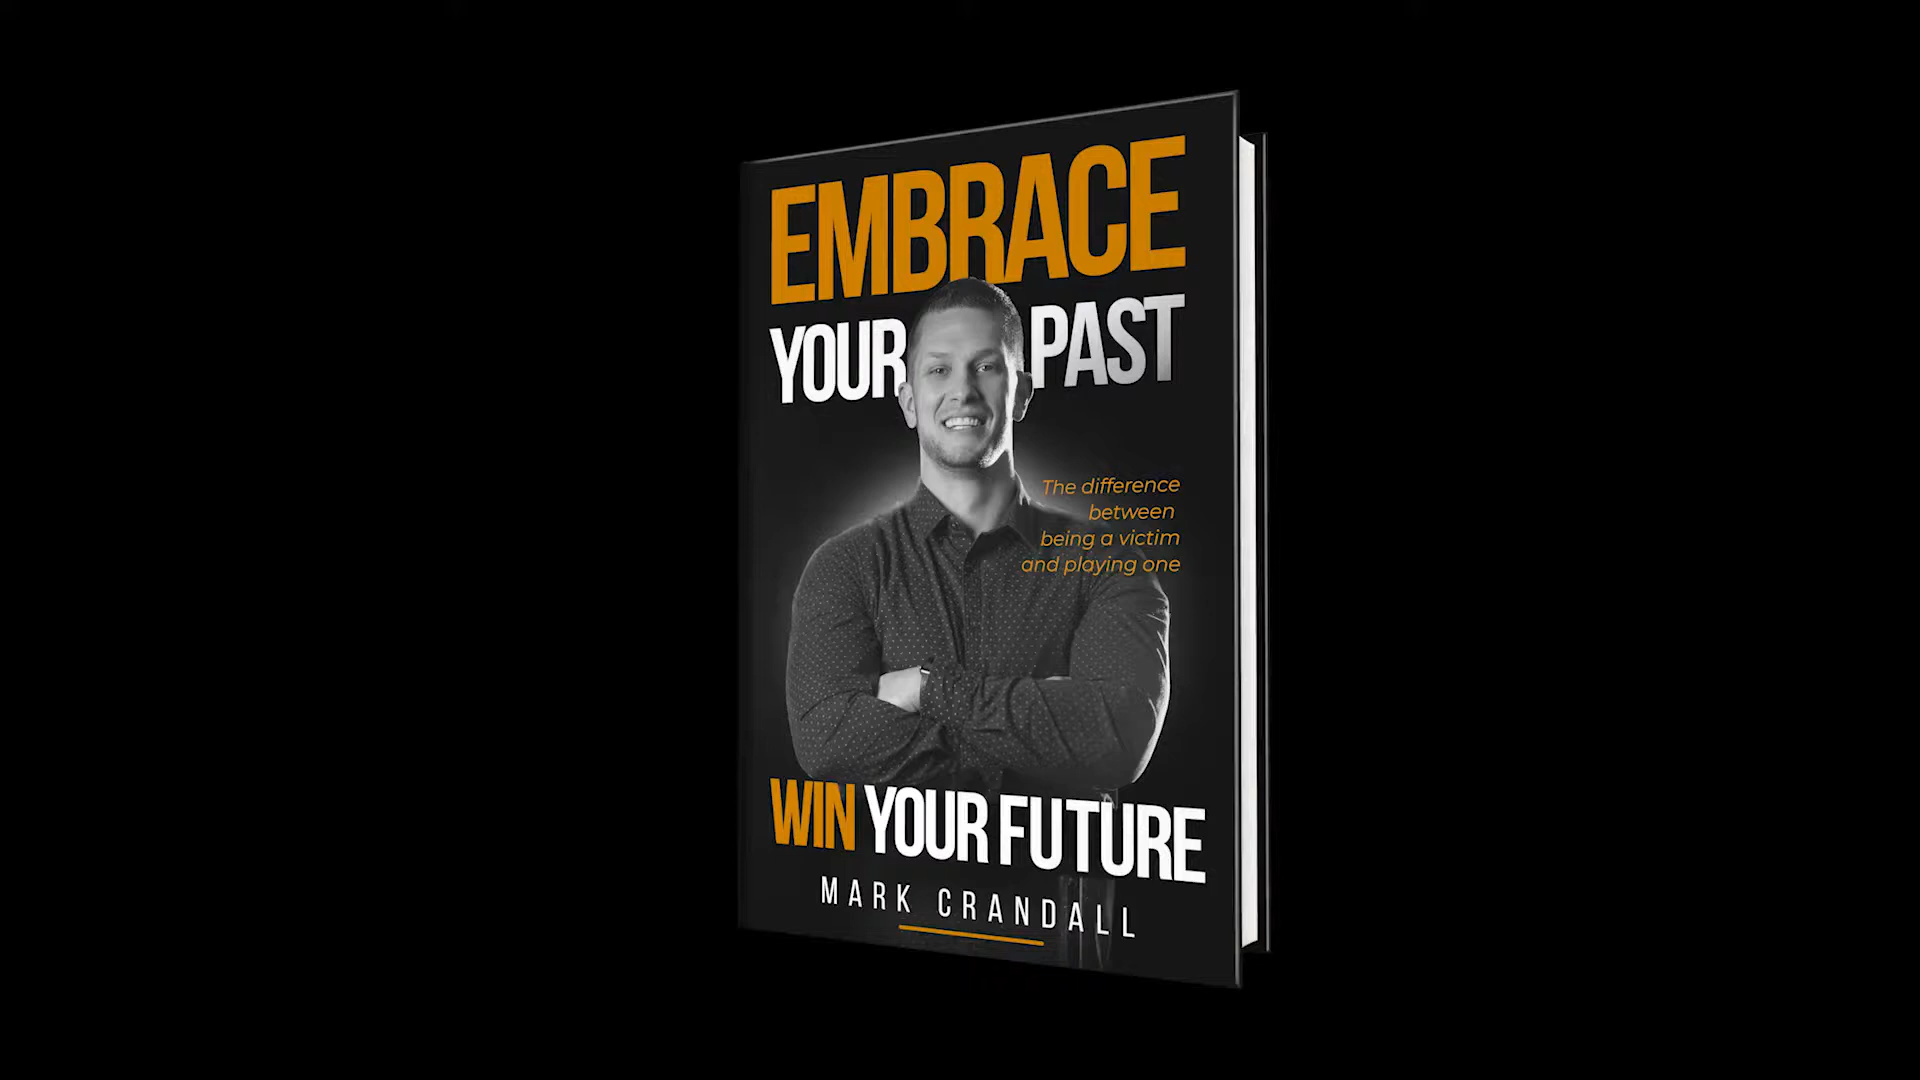 EMBRACE
YOUR PAST
The difference
between
being a victim
and playing one
WIN YOUR FUTURE
MARK CRANDALL